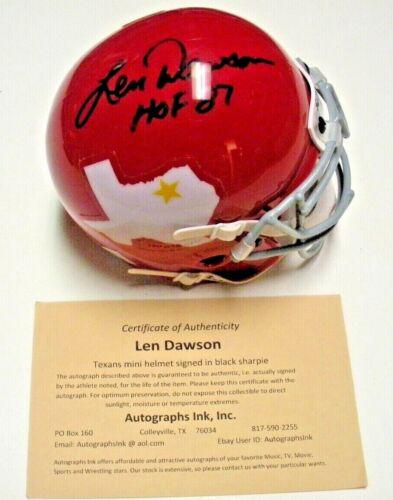 Len Dawson
HOF 87
Certificate of Authenticity
Len Dawson
Texans mini helmet signed in black sharpie
The autograph described above is guaranteed to be authentic, i.e. actually signed
by the athlete noted, for the life of the item. Please keep this certificate with the
autograph. For optimum preservation, do not expose this collectible to direct
sunlight, moisture or temperature extremes.
Autographs Ink, Inc.
PO Box 160 Colleyville, TX 76034 817-590-2255
Email: AutographsInk @ aol.com Ebay User ID: AutographsInk
Autographs Ink offers affordable and attractive autographs of your favorite Music, TV, Movie,
Sports and Wrestling stars. Our stock is extensive, so please contact us with your particular wants.